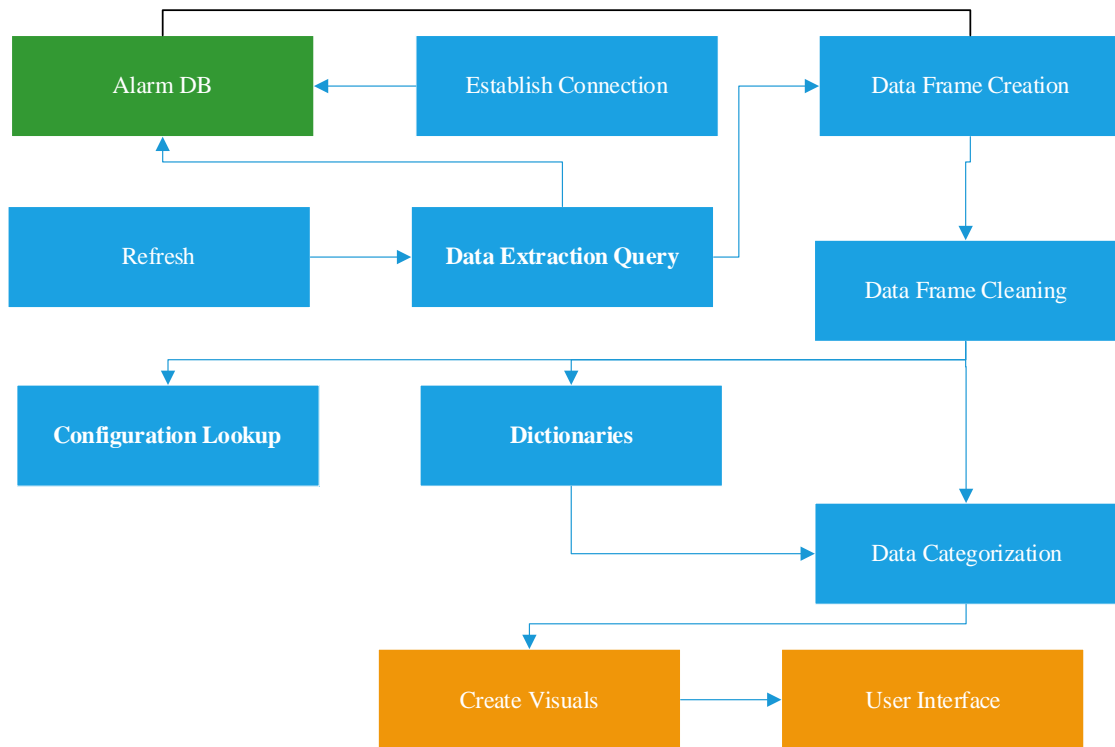 Alarm DB
Establish Connection
Data Frame Creation
Refresh
Data Extraction Query
Data Frame Cleaning
Configuration Lookup
Dictionaries
Data Categorization
Create Visuals
User Interface